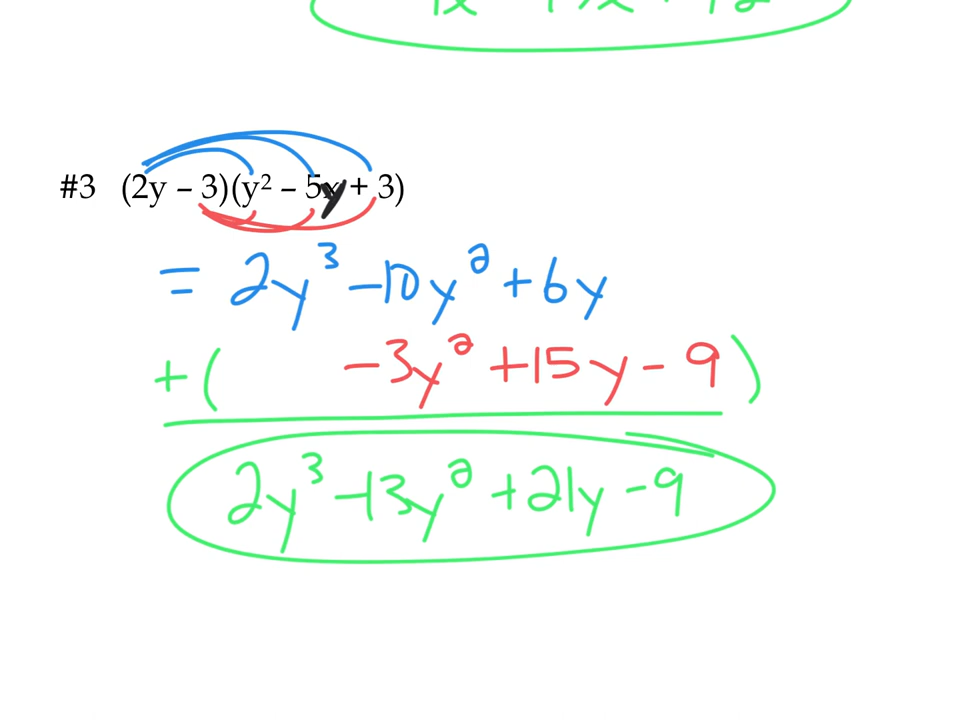 #3 (2y – 3)(y² – 5y + 3)
= 2y³ -10y² +6y
+( -3y² +15y - 9 )
2y³ -13y² +21y -9